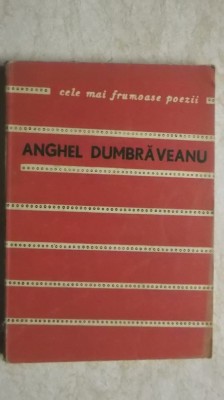 cele mai frumoase poezii
ANGHEL DUMBRĂVEANU